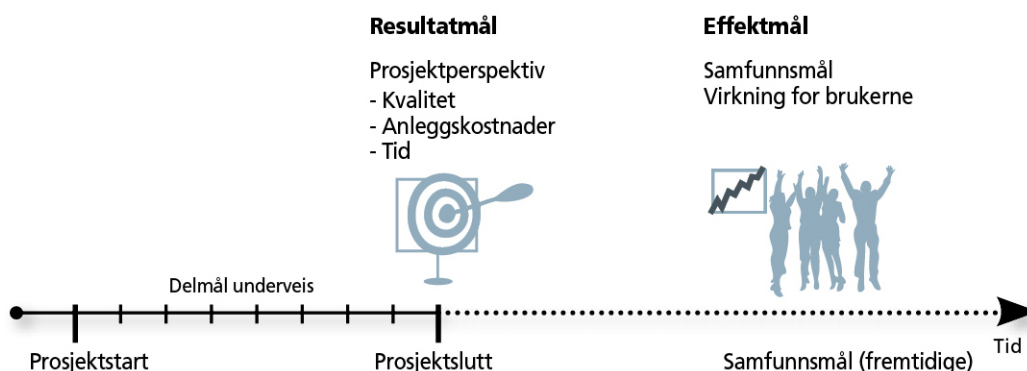 Resultatmål
Prosjektperspektiv
- Kvalitet
- Anleggskostnader
- Tid
Effektmål
Samfunnsmål
Virkning for brukerne
Delmål underveis
Prosjektstart
Prosjektslutt
Samfunnsmål (fremtidige)
Tid